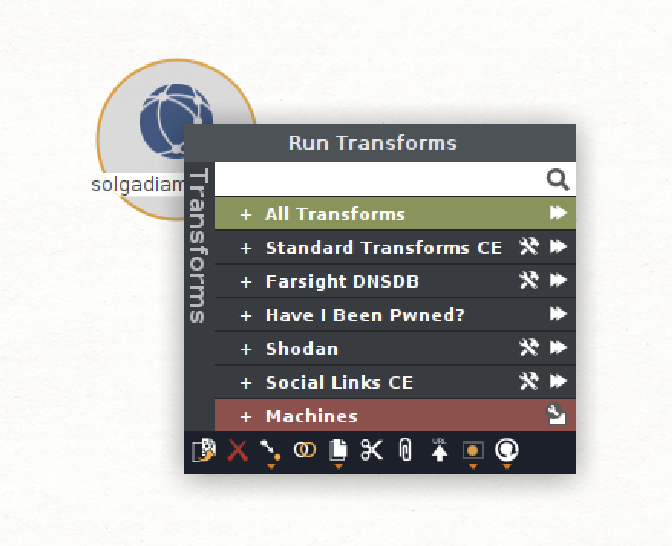 Run Transforms
solgadiam
Transforms
+ All Transforms
+ Standard Transforms CE
+ Farsight DNSDB
+ Have I Been Pwned?
+ Shodan
+ Social Links CE
+ Machines
URL